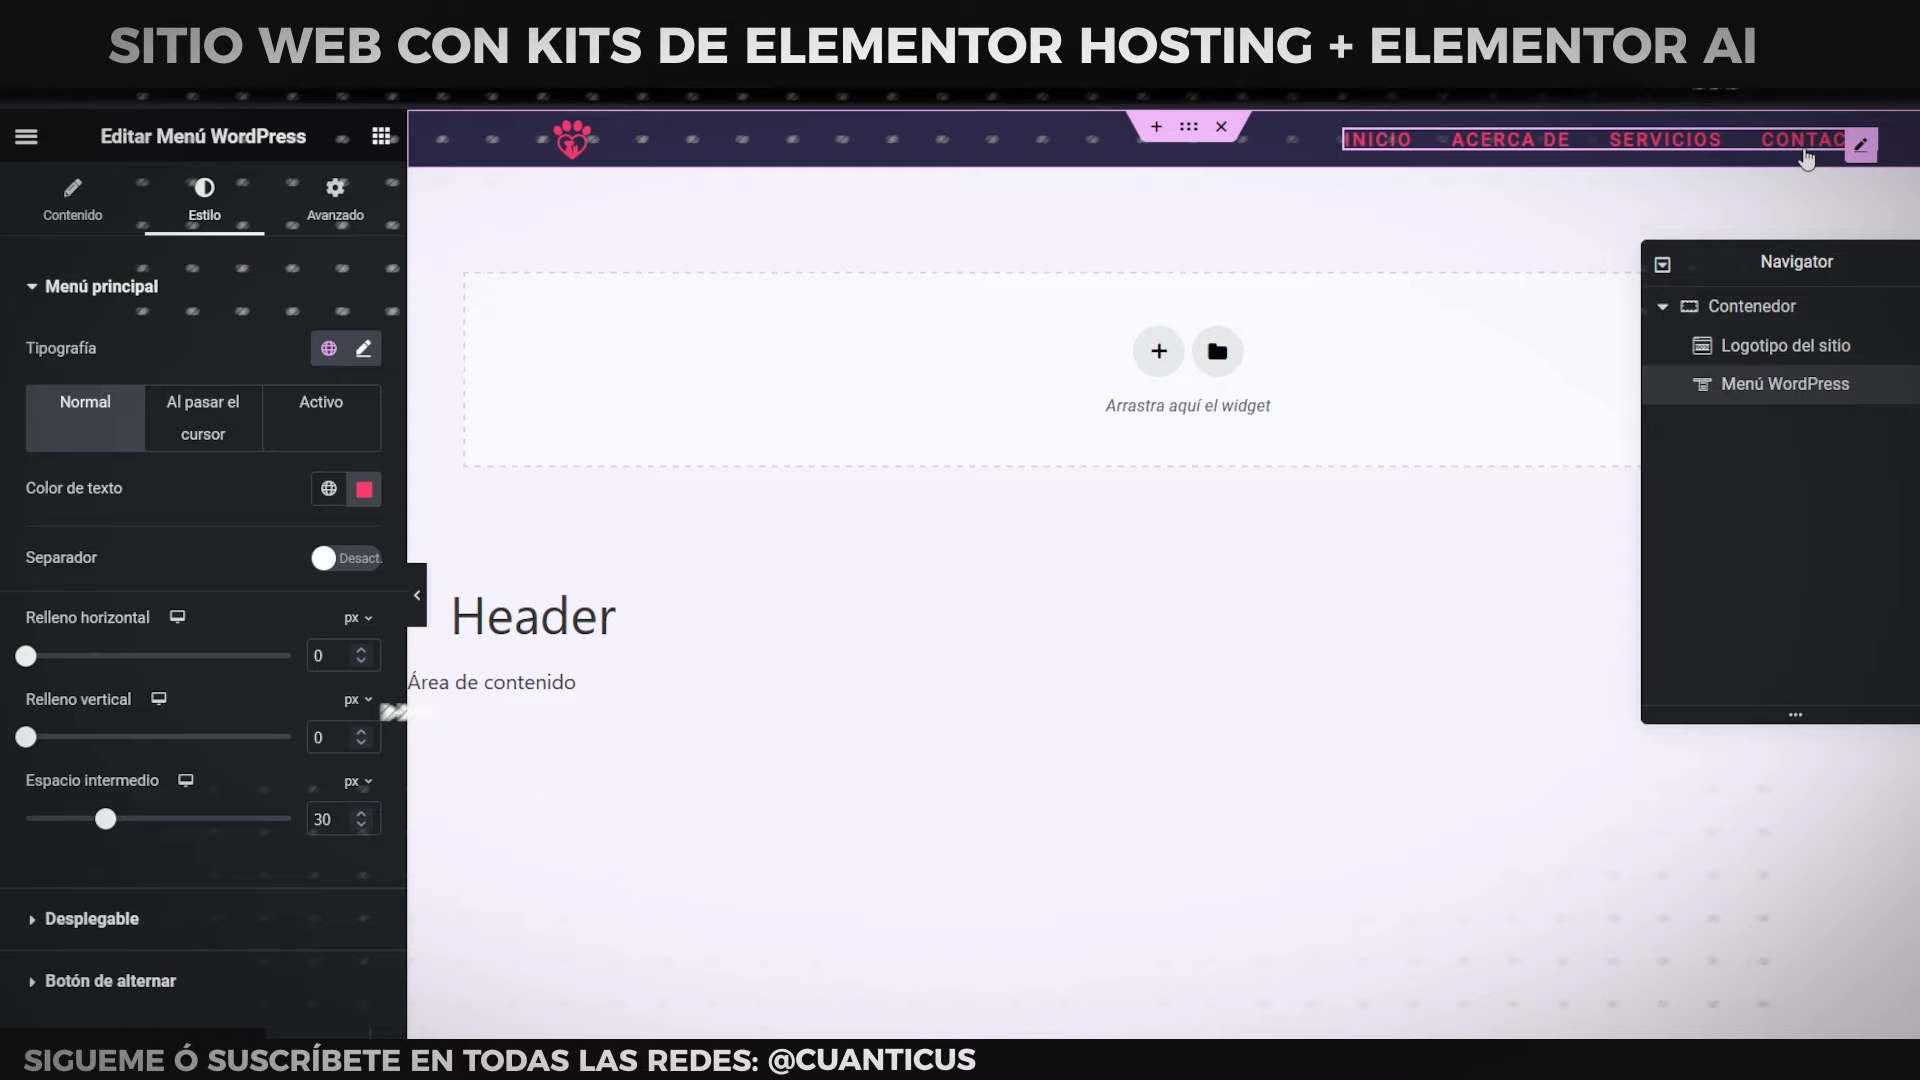 SITIO WEB CON KITS DE ELEMENTOR HOSTING + ELEMENTOR AI
Editar Menú WordPress
INICIO ACERCA DE SERVICIOS CONTAC
Contenido Estilo Avanzado
Navigator
Menú principal
Contenedor
Logotipo del sitio
Menú WordPress
Tipografía
Normal Al pasar el cursor Activo
Arrastra aquí el widget
Color de texto
Separador Desact.
Header
Relleno horizontal px
0
Área de contenido
Relleno vertical px
0
Espacio intermedio px
30
Desplegable
Botón de alternar
SIGUEME Ó SUSCRÍBETE EN TODAS LAS REDES: @CUANTICUS